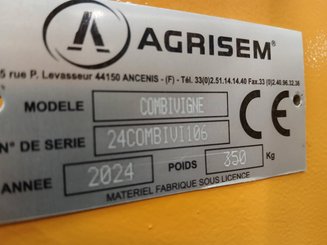 AGRISEM®
5 rue P. Levasseur 44150 ANCENIS - (F) - Tel. 33(0)2.51.14.14.40 Fax.33 (0)2.40.96.32.36
MODELE COMBIVIGNE
N° DE SERIE 24COMBIVI106 CE
ANNEE 2024 POIDS 350 Kg
MATERIEL FABRIQUE SOUS LICENCE